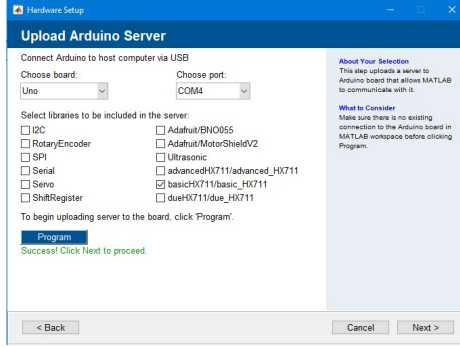 Hardware Setup
Upload Arduino Server
Connect Arduino to host computer via USB
Choose board:
Choose port:
Uno
COM4
Select libraries to be included in the server:
I2C
Adafruit/BNO055
RotaryEncoder
Adafruit/MotorShieldV2
SPI
Ultrasonic
Serial
advancedHX711/advanced_HX711
Servo
basicHX711/basic_HX711
ShiftRegister
dueHX711/due_HX711
To begin uploading server to the board, click 'Program'.
Program
Success! Click Next to proceed.
About Your Selection
This step uploads a server to
Arduino board that allows MATLAB
to communicate with it.
What to Consider
Make sure there is no existing
connection to the Arduino board in
MATLAB workspace before clicking
Program.
< Back
Cancel
Next >